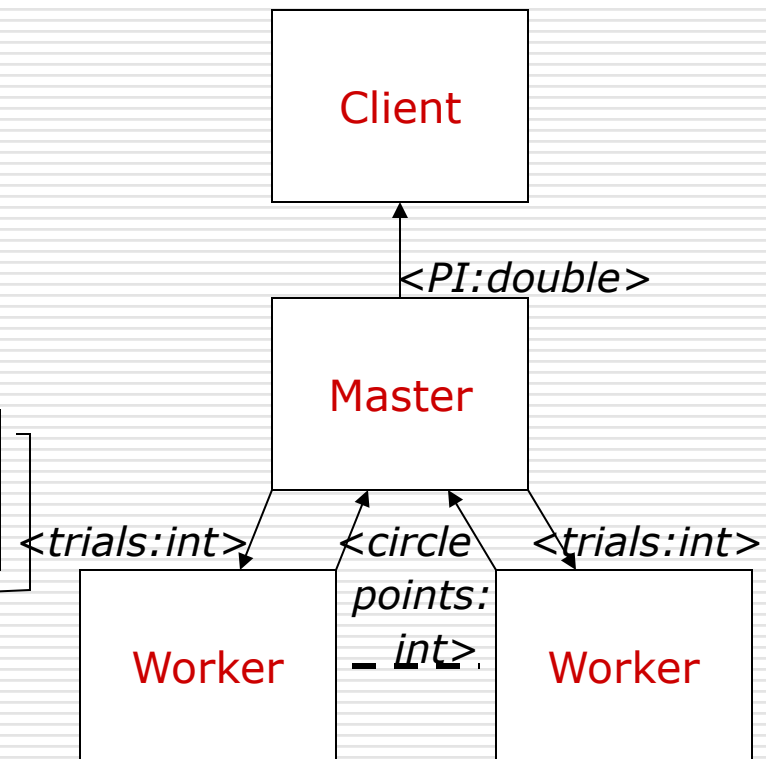 Client
<PI:double>
Master
<trials:int>
<circle
points:
int>
<trials:int>
Worker
Worker